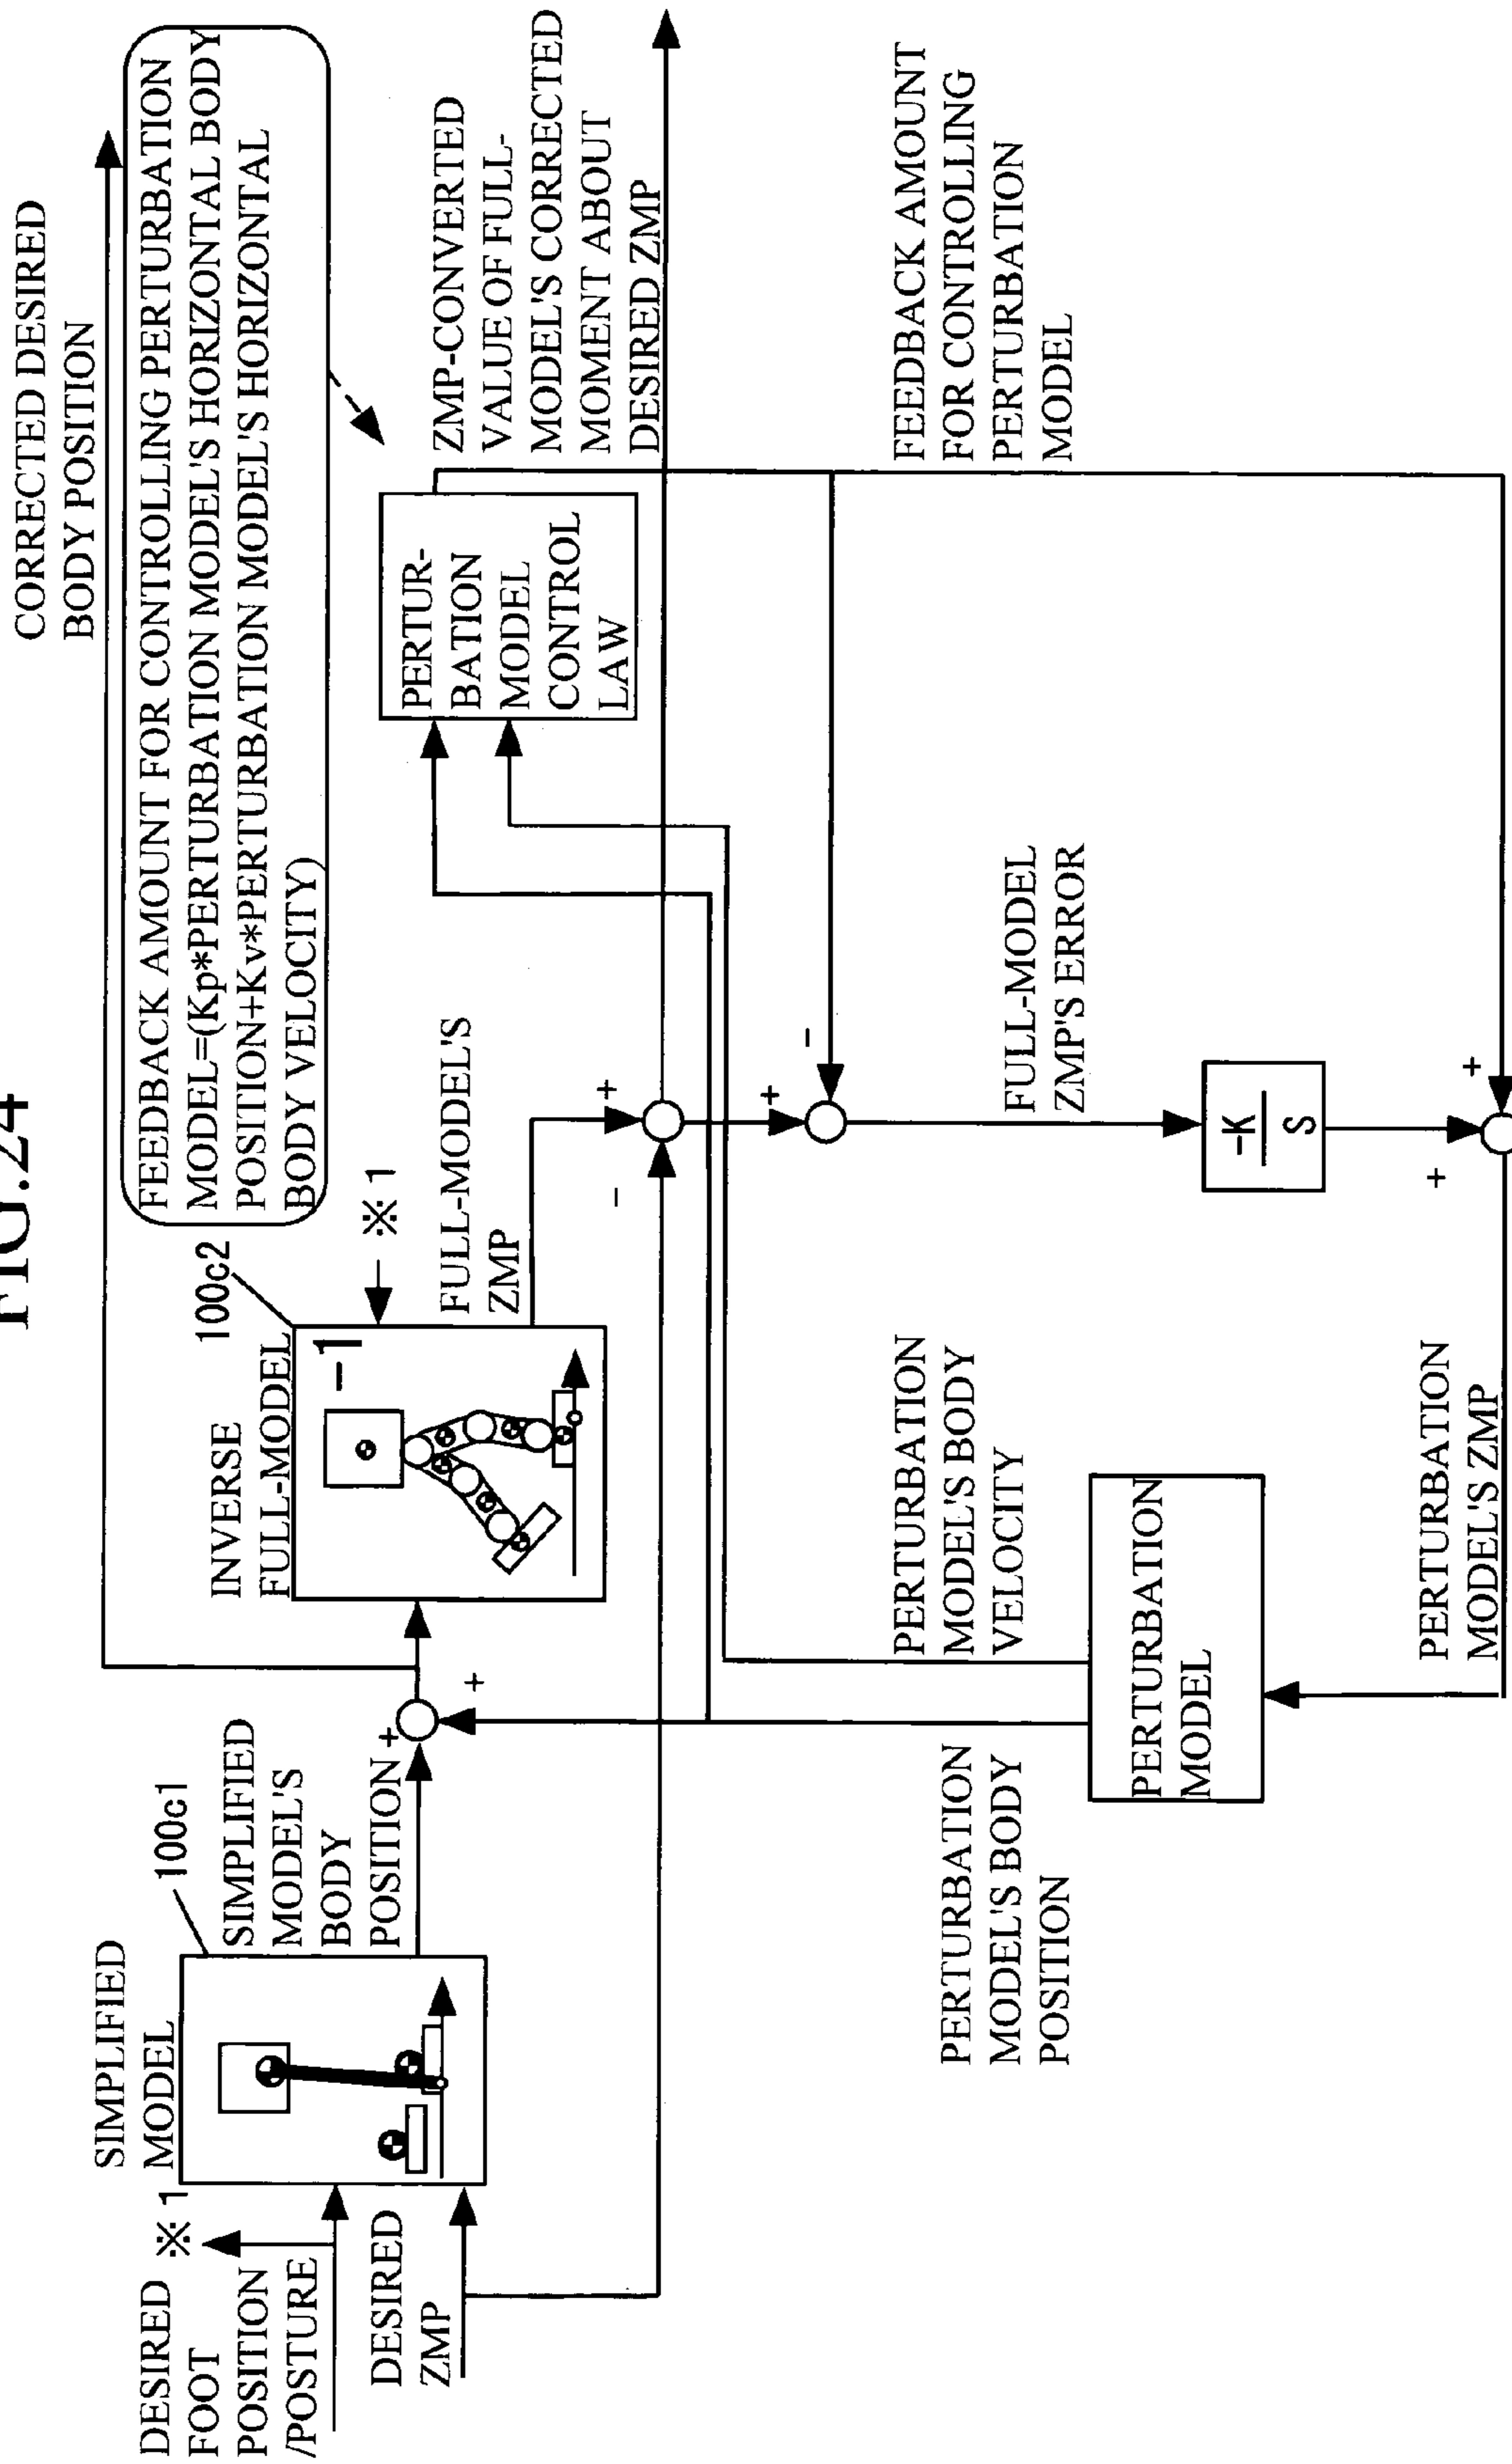 FIG.24
CORRECTED DESIRED
BODY POSITION
FEEDBACK AMOUNT FOR CONTROLLING PERTURBATION
MODEL=(Kp*PERTURBATION MODEL'S HORIZONTAL BODY
POSITION+Kv*PERTURBATION MODEL'S HORIZONTAL
BODY VELOCITY)
DESIRED
FOOT
POSITION
/POSTURE
※1
DESIRED
ZMP
SIMPLIFIED
MODEL
100c1
SIMPLIFIED
MODEL'S
BODY
POSITION
+
+
INVERSE
FULL-MODEL
100c2
-1
※1
FULL-MODEL'S
ZMP
+
-
PERTUR-
BATION
MODEL
CONTROL
LAW
ZMP-CONVERTED
VALUE OF FULL-
MODEL'S CORRECTED
MOMENT ABOUT
DESIRED ZMP
+
-
FEEDBACK AMOUNT
FOR CONTROLLING
PERTURBATION
MODEL
FULL-MODEL
ZMP'S ERROR
-K
S
+
+
PERTURBATION
MODEL'S BODY
VELOCITY
PERTURBATION
MODEL'S BODY
POSITION
PERTURBATION
MODEL
PERTURBATION
MODEL'S ZMP